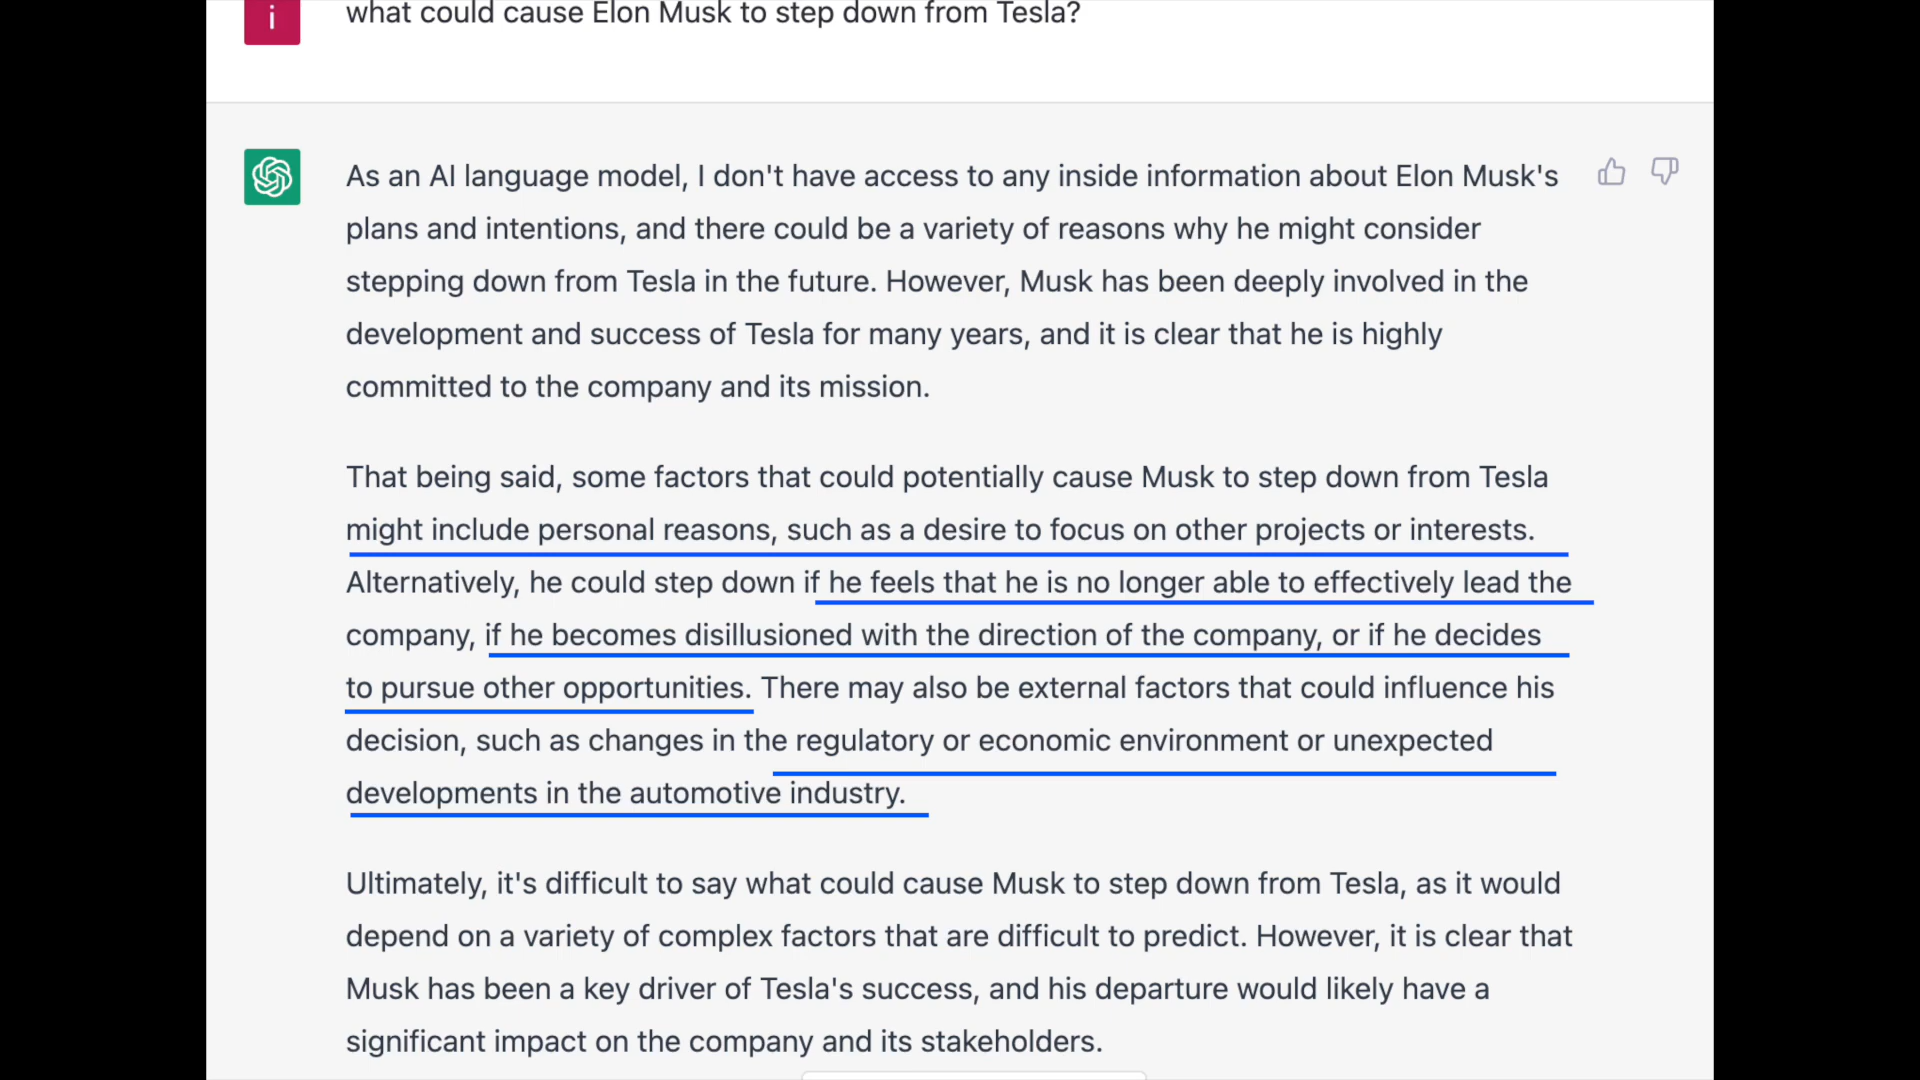 i
what could cause Elon Musk to step down from Tesla?
As an AI language model, I don't have access to any inside information about Elon Musk's
plans and intentions, and there could be a variety of reasons why he might consider
stepping down from Tesla in the future. However, Musk has been deeply involved in the
development and success of Tesla for many years, and it is clear that he is highly
committed to the company and its mission.
That being said, some factors that could potentially cause Musk to step down from Tesla
might include personal reasons, such as a desire to focus on other projects or interests.
Alternatively, he could step down if he feels that he is no longer able to effectively lead the
company, if he becomes disillusioned with the direction of the company, or if he decides
to pursue other opportunities. There may also be external factors that could influence his
decision, such as changes in the regulatory or economic environment or unexpected
developments in the automotive industry.
Ultimately, it's difficult to say what could cause Musk to step down from Tesla, as it would
depend on a variety of complex factors that are difficult to predict. However, it is clear that
Musk has been a key driver of Tesla's success, and his departure would likely have a
significant impact on the company and its stakeholders.